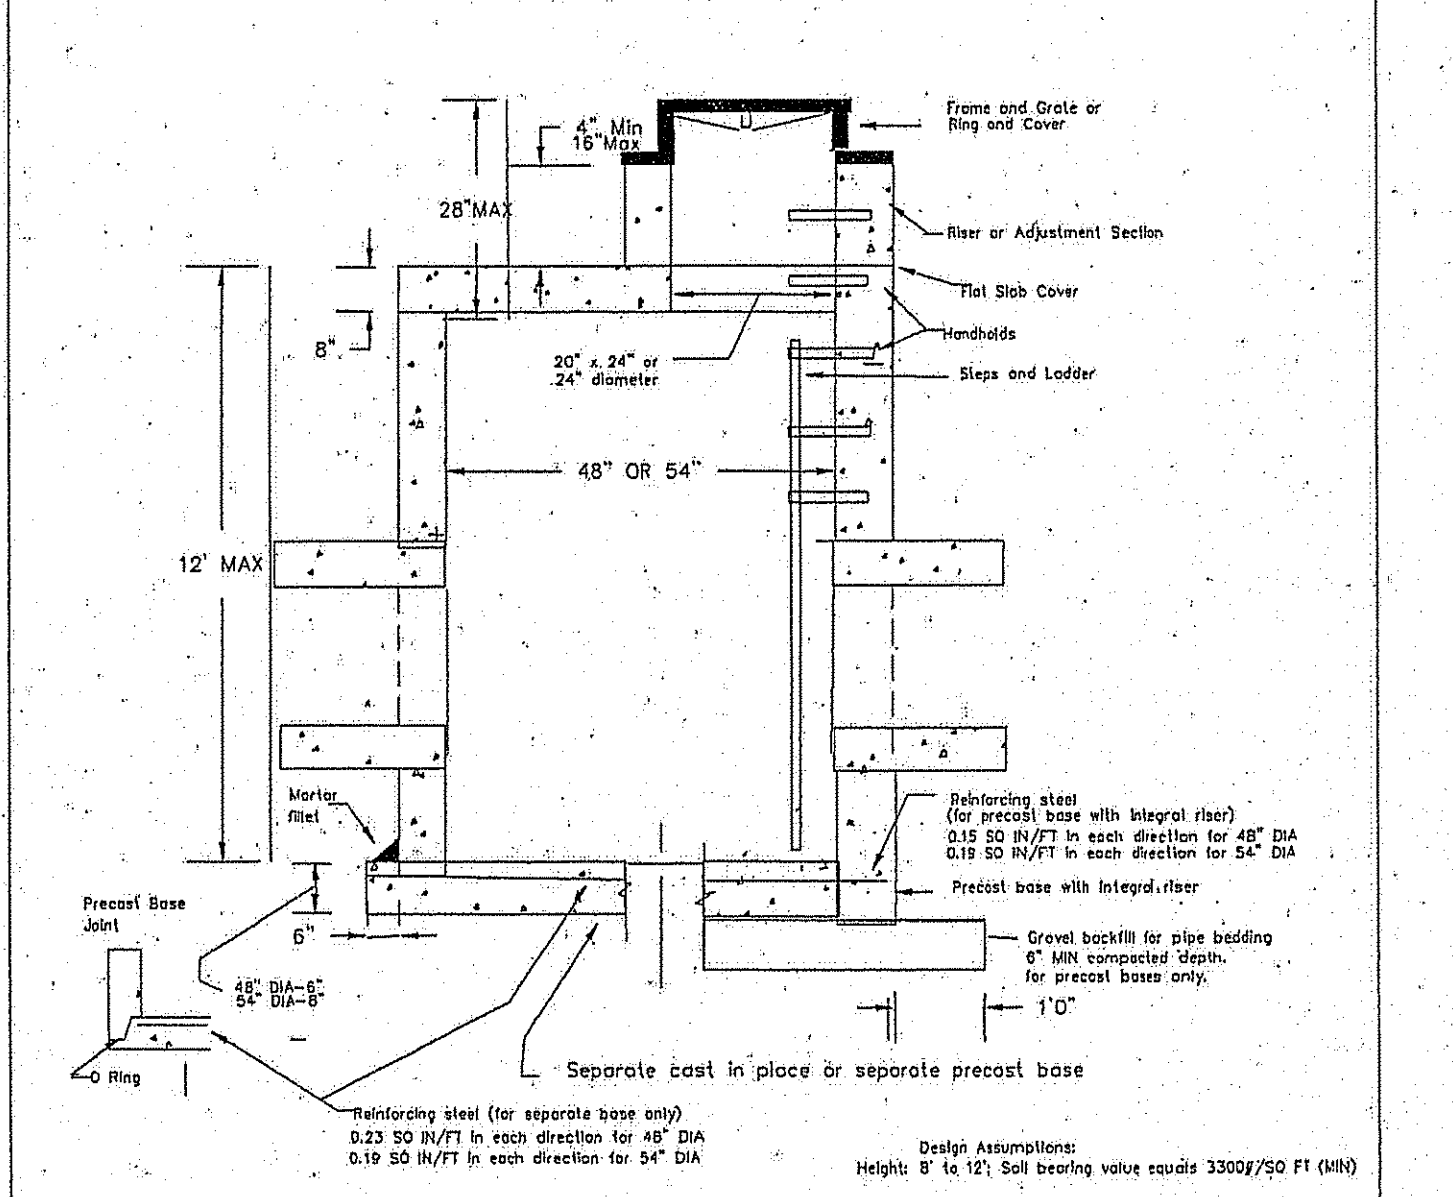 Frame and Grate or
Ring and Cover
4" Min
16"Max
28"MAX
Riser or Adjustment Section
Flat Slab Cover
Handholds
8"
20" x 24" or
24" diameter
Steps and Ladder
48" OR 54"
12' MAX
Mortar
fillet
Reinforcing steel
(for precast base with integral riser)
0.15 SQ IN/FT in each direction for 48" DIA
0.19 SQ IN/FT in each direction for 54" DIA
Precast base with integral riser
Precast Base
Joint
6"
Gravel backfill for pipe bedding
6" MIN compacted depth.
for precast bases only.
48" DIA-6"
54" DIA-8"
1'0"
O Ring
Separate cast in place or separate precast base
Reinforcing steel (for separate base only)
0.23 SQ IN/FT in each direction for 48" DIA
0.19 SQ IN/FT in each direction for 54" DIA
Design Assumptions:
Height: 8' to 12'; Soil bearing value equals 3300#/SQ FT (MIN)